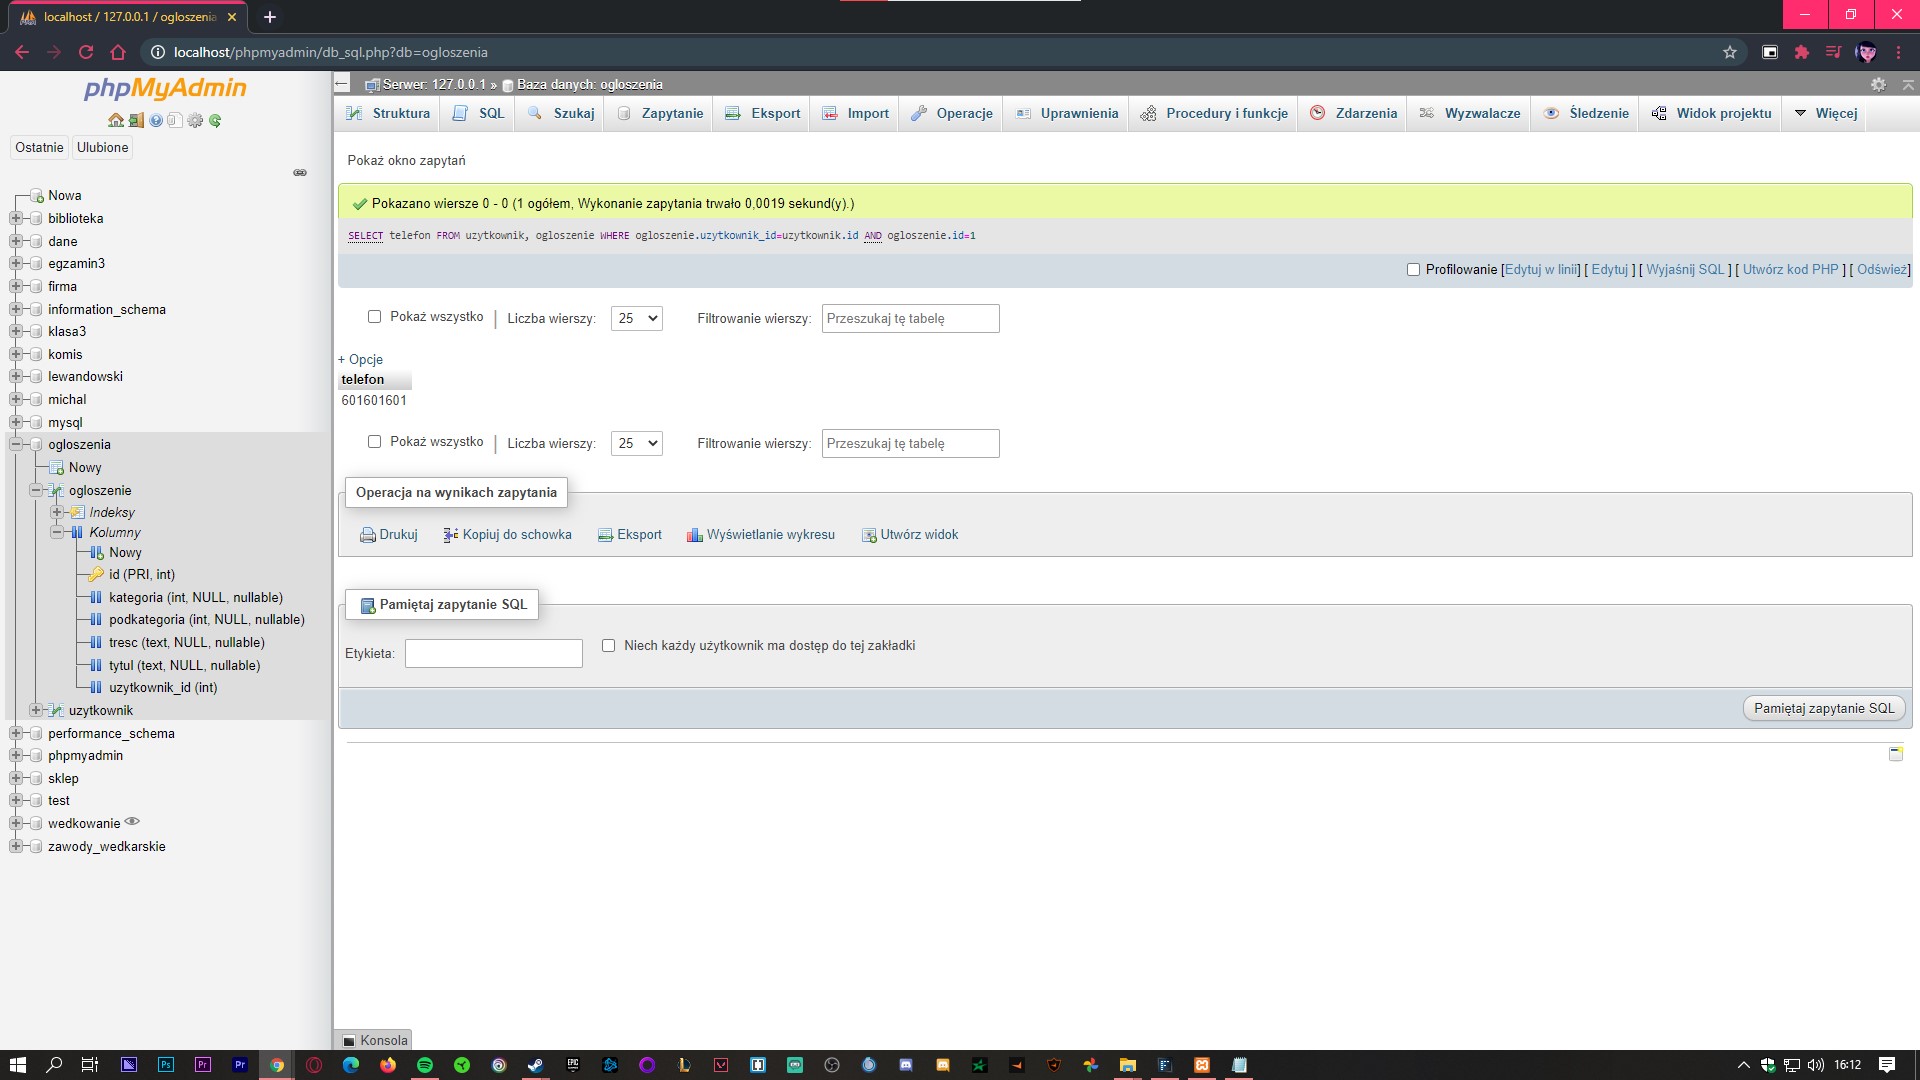 localhost / 127.0.0.1 / ogloszenia
localhost/phpmyadmin/db_sql.php?db=ogloszenia
phpMyAdmin
Ostatnie
Ulubione
Nowa
biblioteka
dane
egzamin3
firma
information_schema
klasa3
komis
lewandowski
michal
mysql
ogloszenia
Nowy
ogloszenie
Indeksy
Kolumny
Nowy
id (PRI, int)
kategoria (int, NULL, nullable)
podkategoria (int, NULL, nullable)
tresc (text, NULL, nullable)
tytul (text, NULL, nullable)
uzytkownik_id (int)
uzytkownik
performance_schema
phpmyadmin
sklep
test
wedkowanie
zawody_wedkarskie
Serwer: 127.0.0.1 » Baza danych: ogloszenia
Struktura SQL Szukaj Zapytanie Eksport Import Operacje Uprawnienia Procedury i funkcje Zdarzenia Wyzwalacze Śledzenie Widok projektu Więcej
Pokaż okno zapytań
Pokazano wiersze 0 - 0 (1 ogółem, Wykonanie zapytania trwało 0,0019 sekund(y).)
SELECT telefon FROM uzytkownik, ogloszenie WHERE ogloszenie.uzytkownik_id=uzytkownik.id AND ogloszenie.id=1
Profilowanie [Edytuj w linii] [ Edytuj ] [ Wyjaśnij SQL ] [ Utwórz kod PHP ] [ Odśwież]
Pokaż wszystko | Liczba wierszy: 25 Filtrowanie wierszy: Przeszukaj tę tabelę
+ Opcje
telefon
601601601
Pokaż wszystko | Liczba wierszy: 25 Filtrowanie wierszy: Przeszukaj tę tabelę
Operacja na wynikach zapytania
Drukuj Kopiuj do schowka Eksport Wyświetlanie wykresu Utwórz widok
Pamiętaj zapytanie SQL
Etykieta: Niech każdy użytkownik ma dostęp do tej zakładki
Pamiętaj zapytanie SQL
Konsola
Ps Pr Pr EPIC 16:12